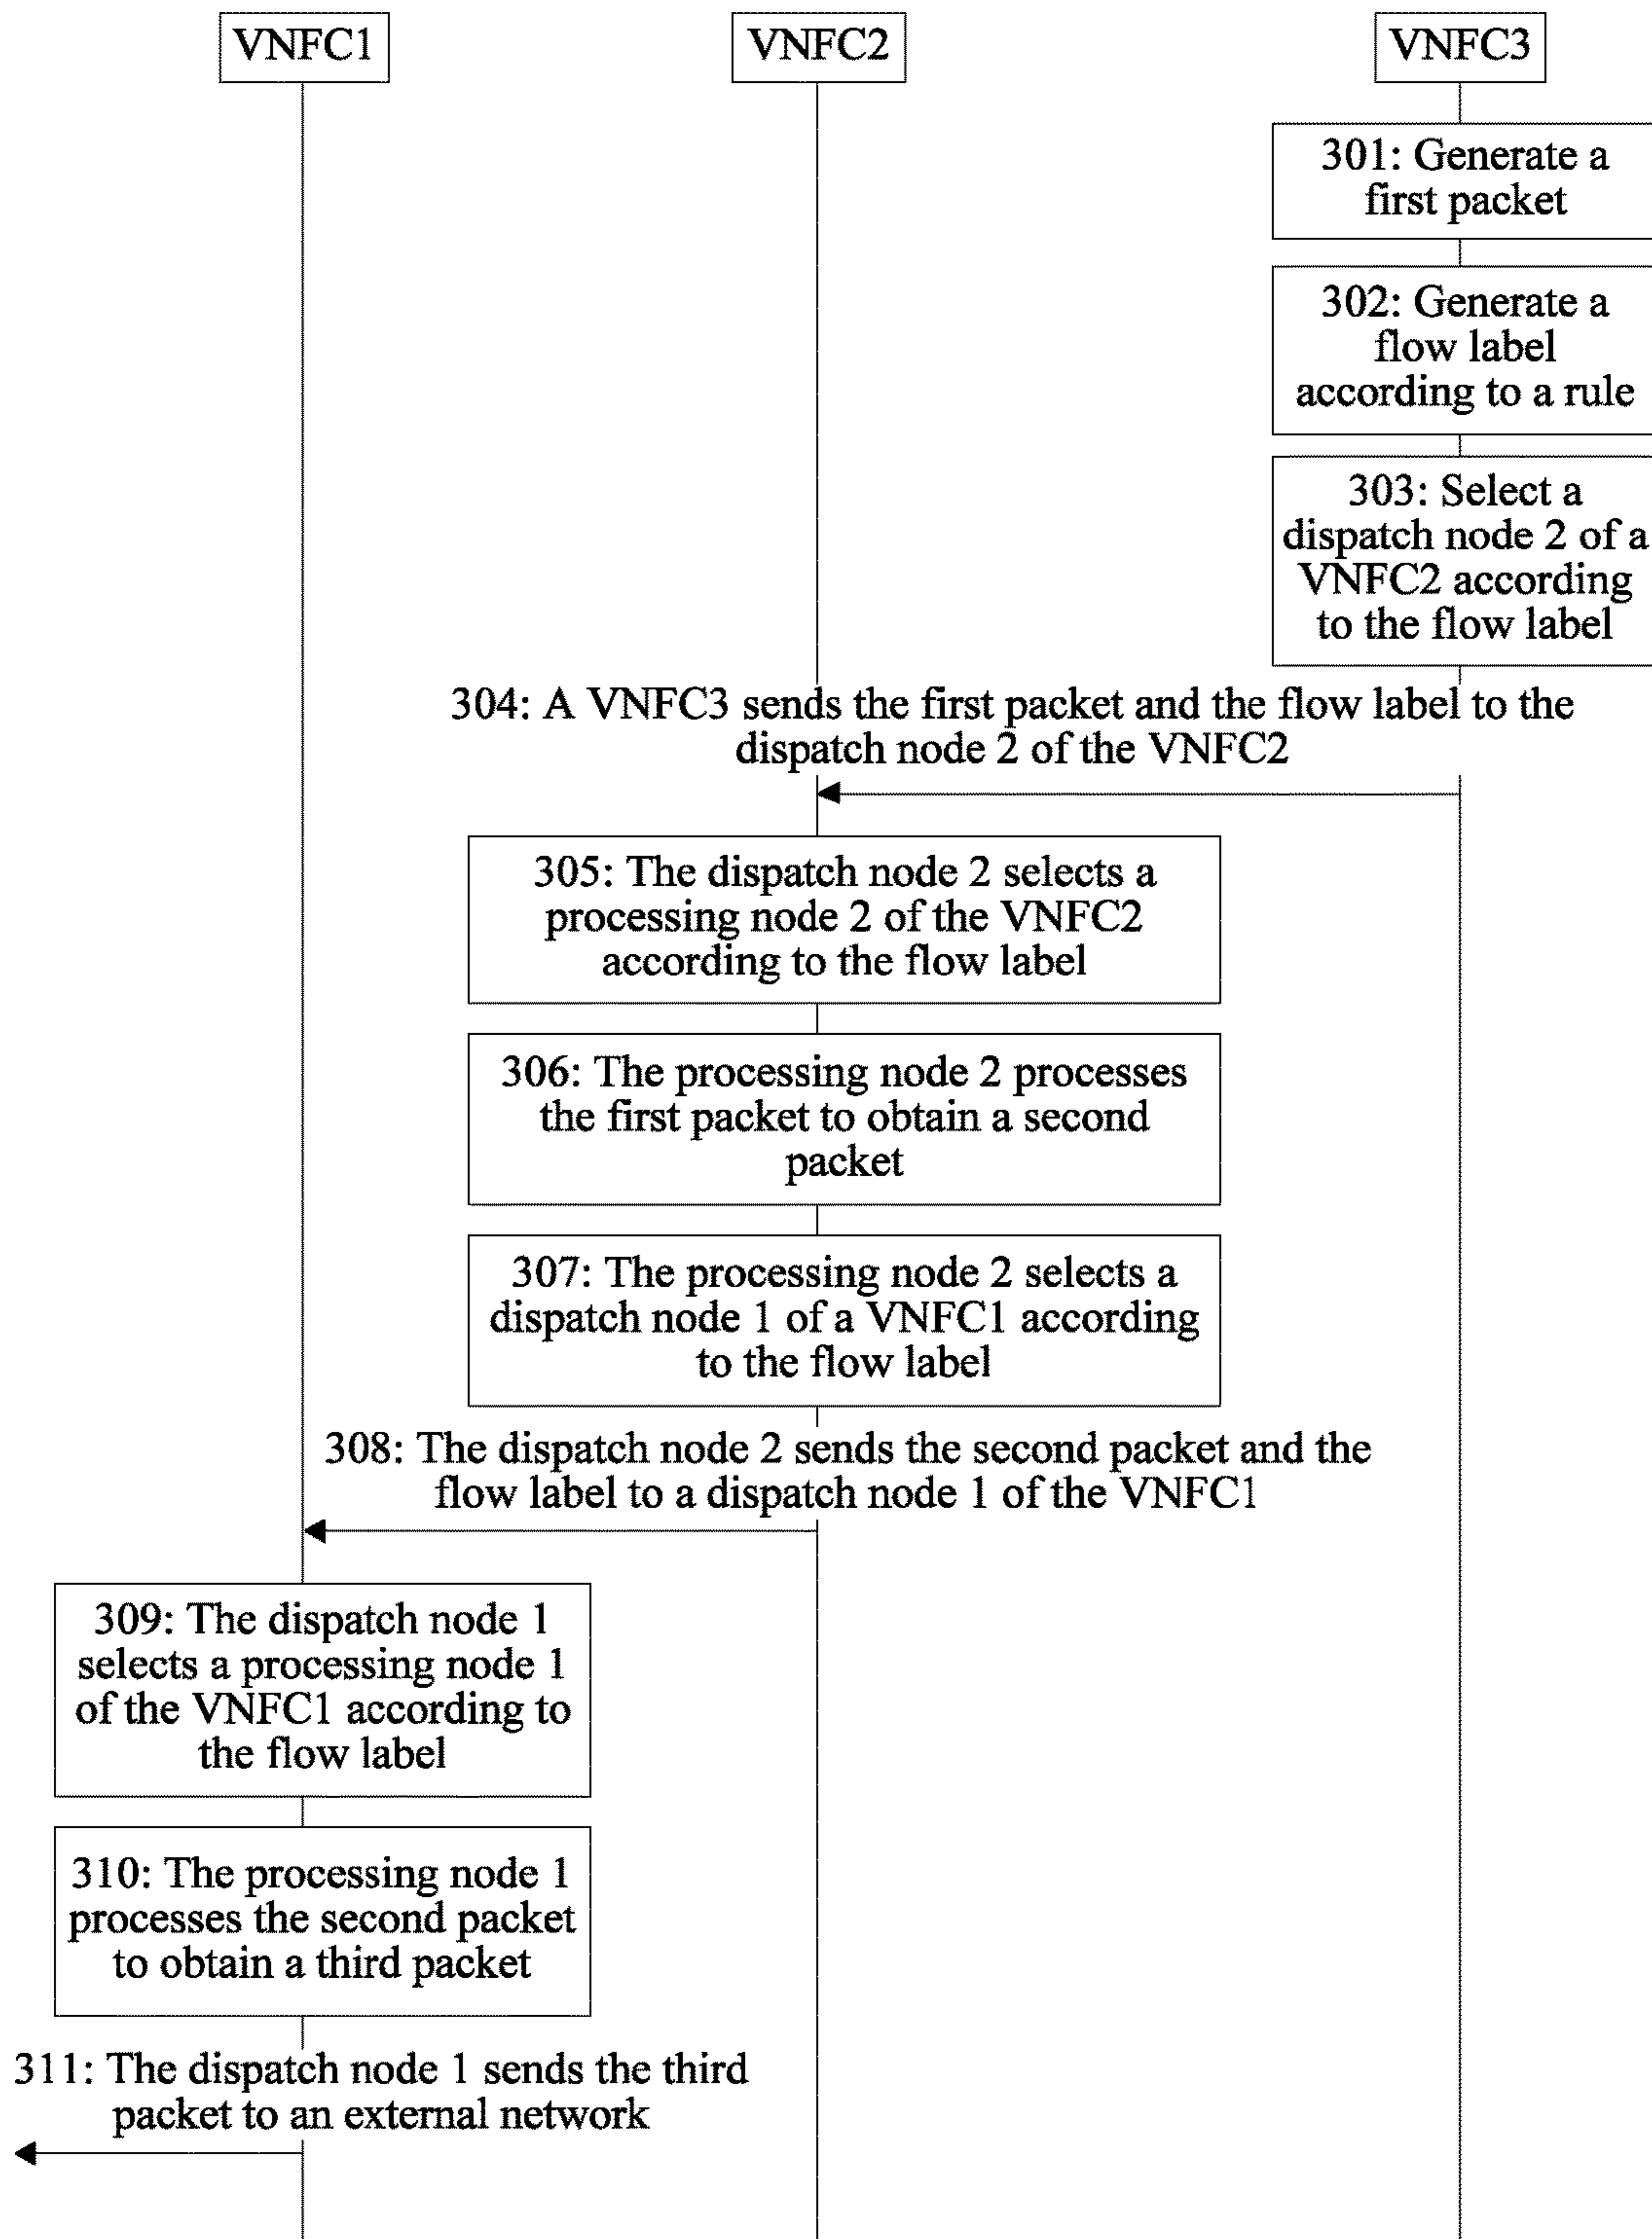 VNFC1
VNFC2
VNFC3
301: Generate a
first packet
302: Generate a
flow label
according to a rule
303: Select a
dispatch node 2 of a
VNFC2 according
to the flow label
304: A VNFC3 sends the first packet and the flow label to the
dispatch node 2 of the VNFC2
305: The dispatch node 2 selects a
processing node 2 of the VNFC2
according to the flow label
306: The processing node 2 processes
the first packet to obtain a second
packet
307: The processing node 2 selects a
dispatch node 1 of a VNFC1 according
to the flow label
308: The dispatch node 2 sends the second packet and the
flow label to a dispatch node 1 of the VNFC1
309: The dispatch node 1
selects a processing node 1
of the VNFC1 according to
the flow label
310: The processing node 1
processes the second packet
to obtain a third packet
311: The dispatch node 1 sends the third
packet to an external network